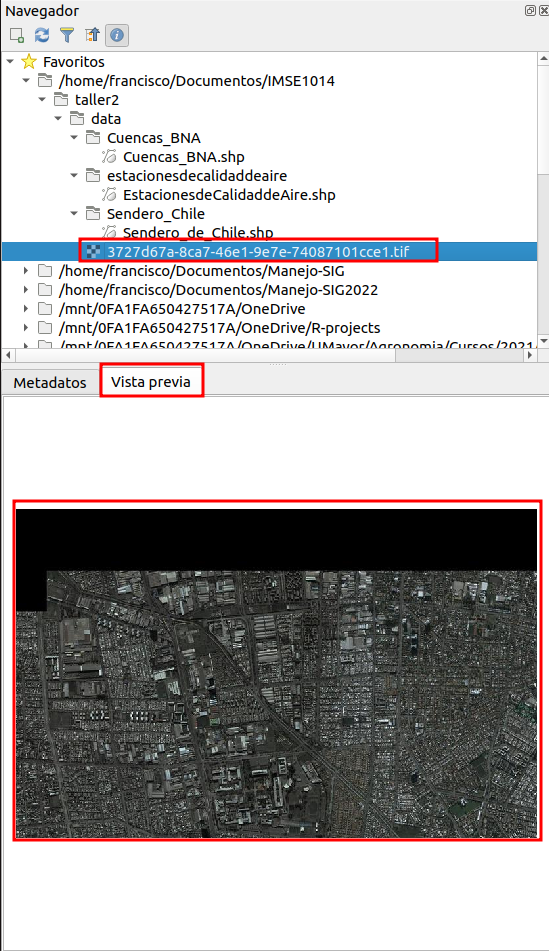 Navegador
Favoritos
/home/francisco/Documentos/IMSE1014
taller2
data
Cuencas_BNA
Cuencas_BNA.shp
estacionesdecalidaddeaire
EstacionesdeCalidaddeAire.shp
Sendero_Chile
Sendero_de_Chile.shp
3727d67a-8ca7-46e1-9e7e-74087101cce1.tif
/home/francisco/Documentos/Manejo-SIG
/home/francisco/Documentos/Manejo-SIG2022
/mnt/0FA1FA650427517A/OneDrive
/mnt/0FA1FA650427517A/OneDrive/R-projects
/mnt/0FA1FA650427517A/OneDrive/UMayor/Agronomia/Cursos/2021
Metadatos Vista previa